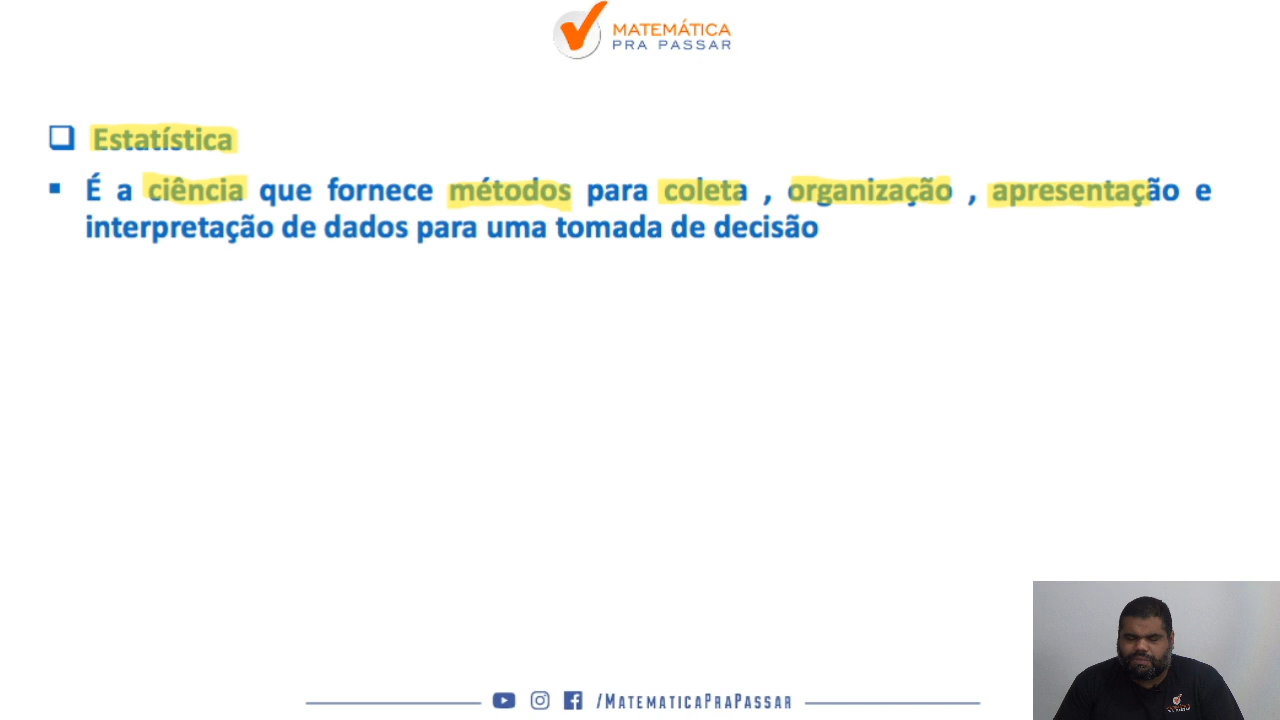 MATEMÁTICA
PRA PASSAR
Estatística
É a ciência que fornece métodos para coleta , organização , apresentação e
interpretação de dados para uma tomada de decisão
/MATEMATICAPRAPASSAR